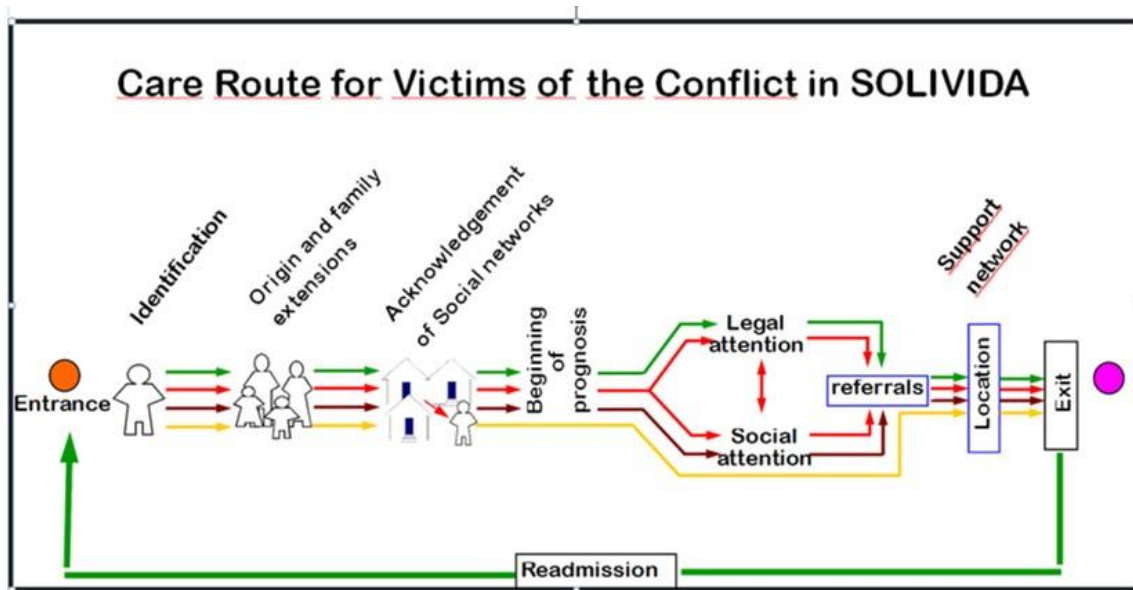 Care Route for Victims of the Conflict in SOLIVIDA
Entrance
Identification
Origin and family
extensions
Acknowledgement
of Social networks
Beginning
of
prognosis
Legal
attention
Social
attention
referrals
Support
network
Location
Exit
Readmission